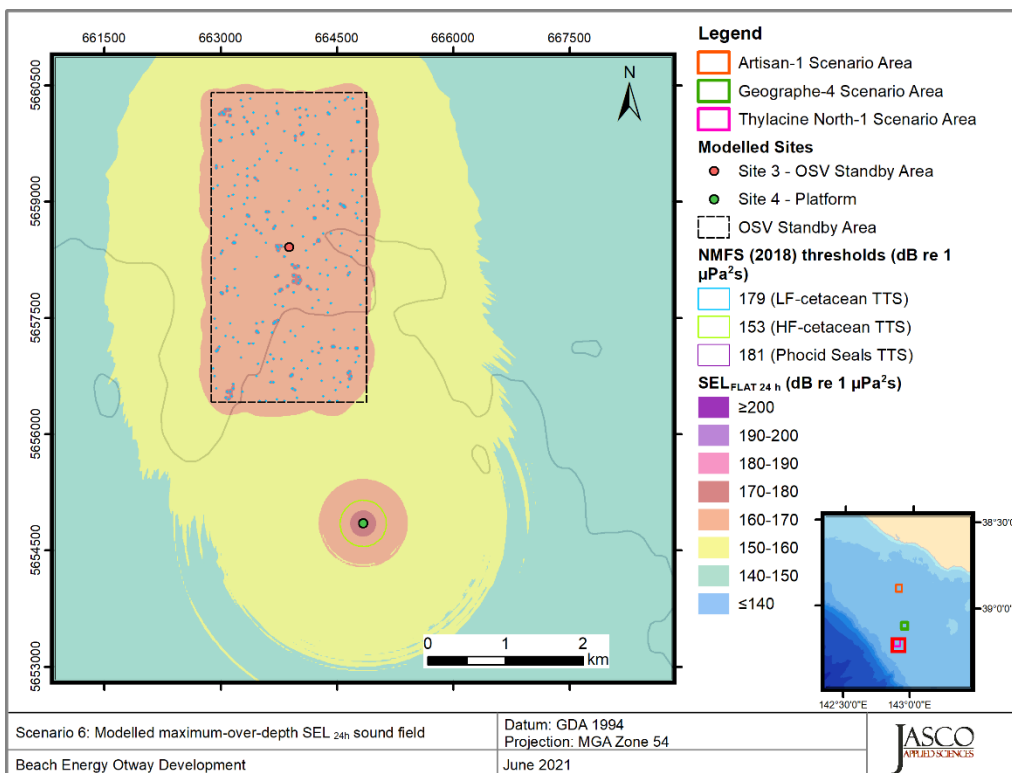 661500 663000 664500 666000 667500
5660500
5659000
5657500
5656000
5654500
5653000
N
0 1 2
km
Legend
Artisan-1 Scenario Area
Geographe-4 Scenario Area
Thylacine North-1 Scenario Area
Modelled Sites
Site 3 - OSV Standby Area
Site 4 - Platform
OSV Standby Area
NMFS (2018) thresholds (dB re 1
µPa²s)
179 (LF-cetacean TTS)
153 (HF-cetacean TTS)
181 (Phocid Seals TTS)
SEL FLAT 24 h (dB re 1 µPa²s)
≥200
190-200
180-190
170-180
160-170
150-160
140-150
≤140
38°30'
39°0'0"
142°30'0"E 143°0'0"E
Scenario 6: Modelled maximum-over-depth SEL 24h sound field
Beach Energy Otway Development
Datum: GDA 1994
Projection: MGA Zone 54
June 2021
JASCO
APPLIED SCIENCES